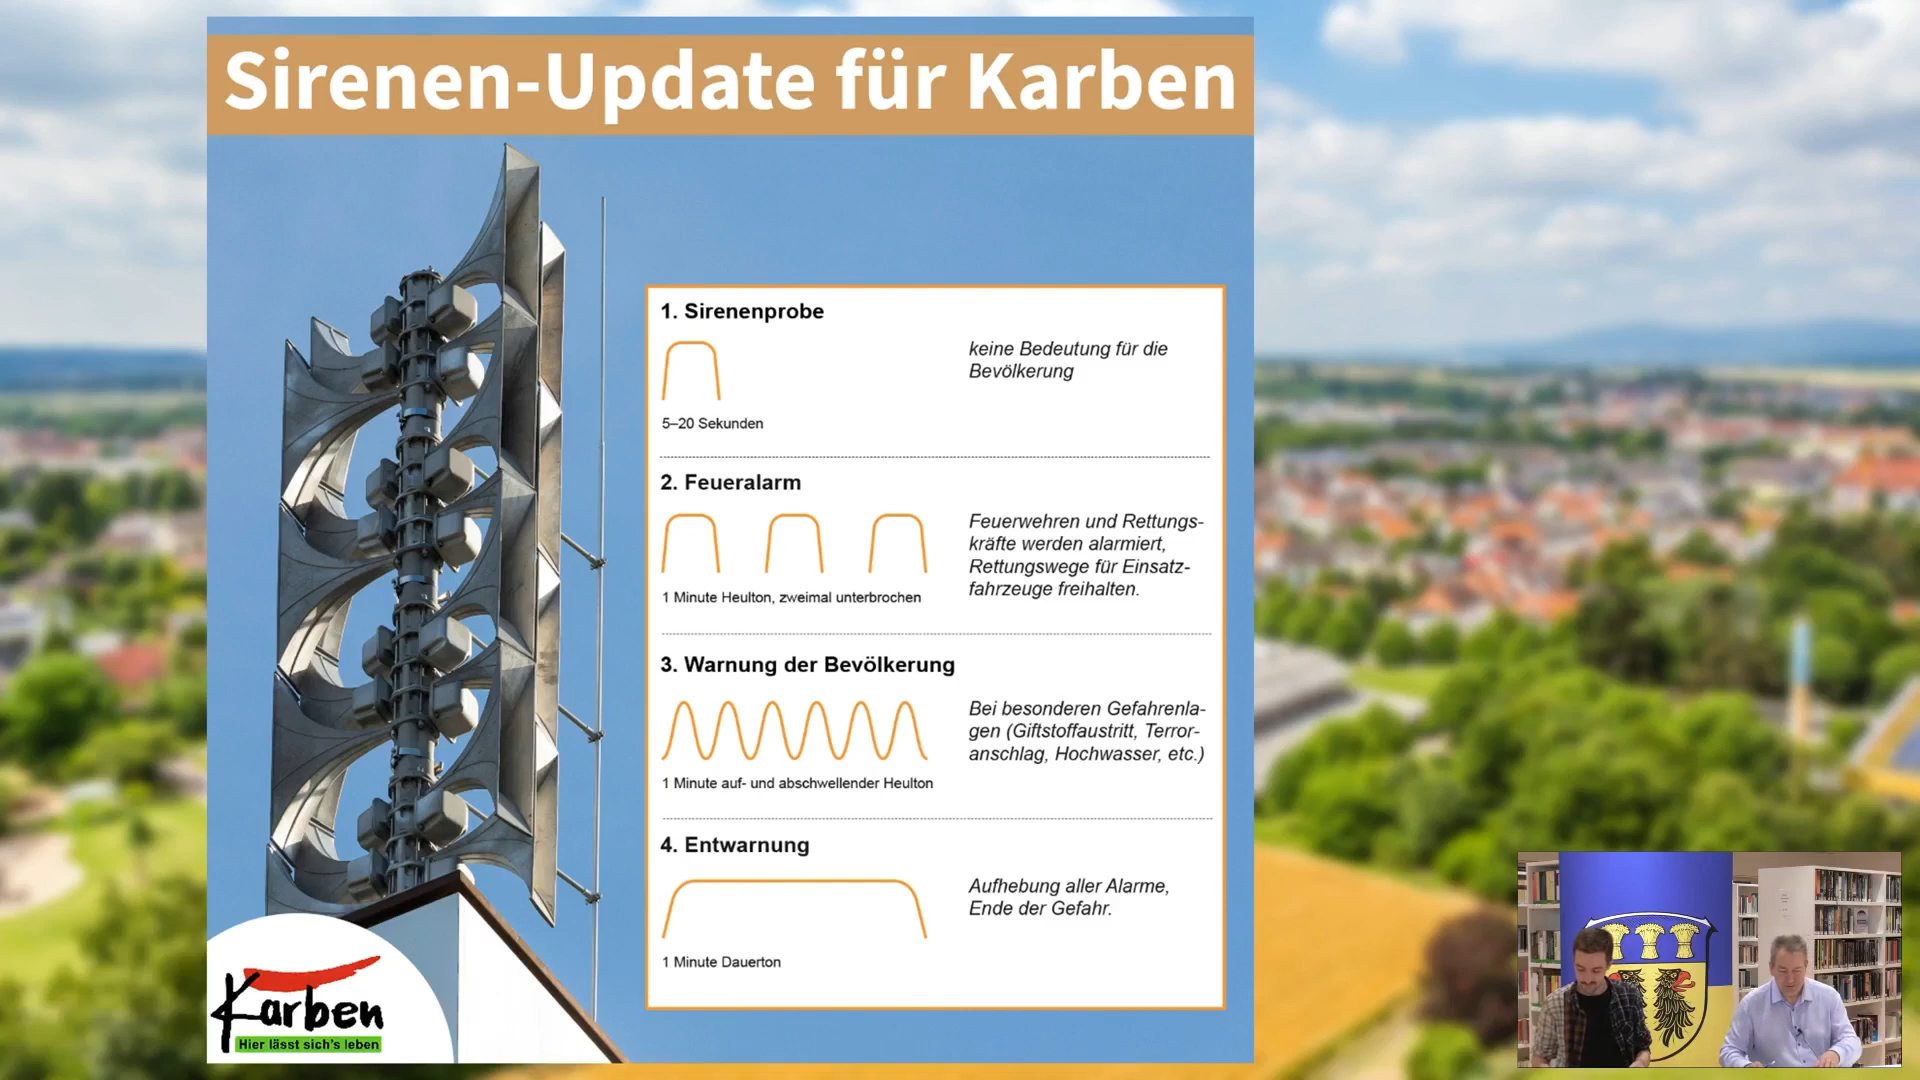 Sirenen-Update für Karben
1. Sirenenprobe
keine Bedeutung für die
Bevölkerung
5–20 Sekunden
2. Feueralarm
Feuerwehren und Rettungs-
kräfte werden alarmiert,
Rettungswege für Einsatz-
fahrzeuge freihalten.
1 Minute Heulton, zweimal unterbrochen
3. Warnung der Bevölkerung
Bei besonderen Gefahrenla-
gen (Giftstoffaustritt, Terror-
anschlag, Hochwasser, etc.)
1 Minute auf- und abschwellender Heulton
4. Entwarnung
Aufhebung aller Alarme,
Ende der Gefahr.
1 Minute Dauerton
Karben
Hier lässt sich's leben